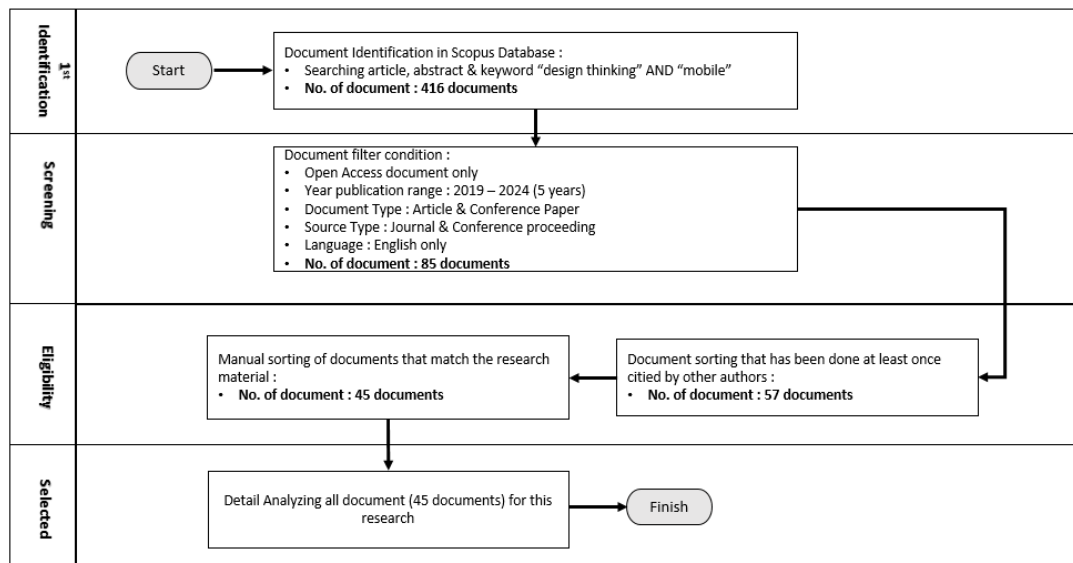 1st
Identification
Start
Document Identification in Scopus Database :
• Searching article, abstract & keyword “design thinking” AND “mobile”
• No. of document : 416 documents
Screening
Document filter condition :
• Open Access document only
• Year publication range : 2019 – 2024 (5 years)
• Document Type : Article & Conference Paper
• Source Type : Journal & Conference proceeding
• Language : English only
• No. of document : 85 documents
Eligibility
Manual sorting of documents that match the research
material :
• No. of document : 45 documents
Document sorting that has been done at least once
citied by other authors :
• No. of document : 57 documents
Selected
Detail Analyzing all document (45 documents) for this
research
Finish